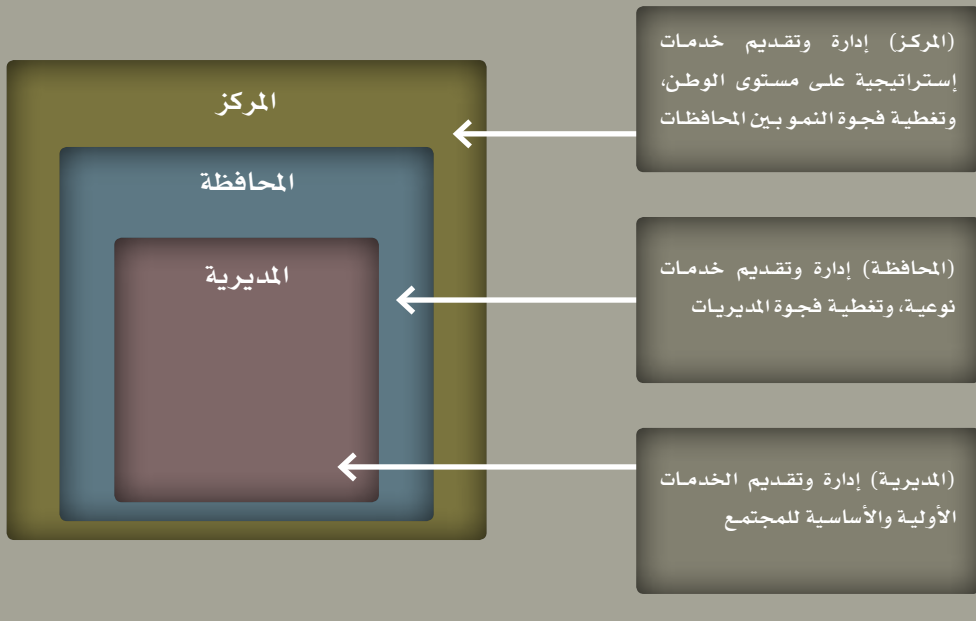 (المركز) إدارة وتقديم خدمات
إستراتيجية على مستوى الوطن،
وتغطية فجوة النمو بين المحافظات
المركز
المحافظة
(المحافظة) إدارة وتقديم خدمات
نوعية، وتغطية فجوة المديريات
المديرية
(المديرية) إدارة وتقديم الخدمات
الأولية والأساسية للمجتمع